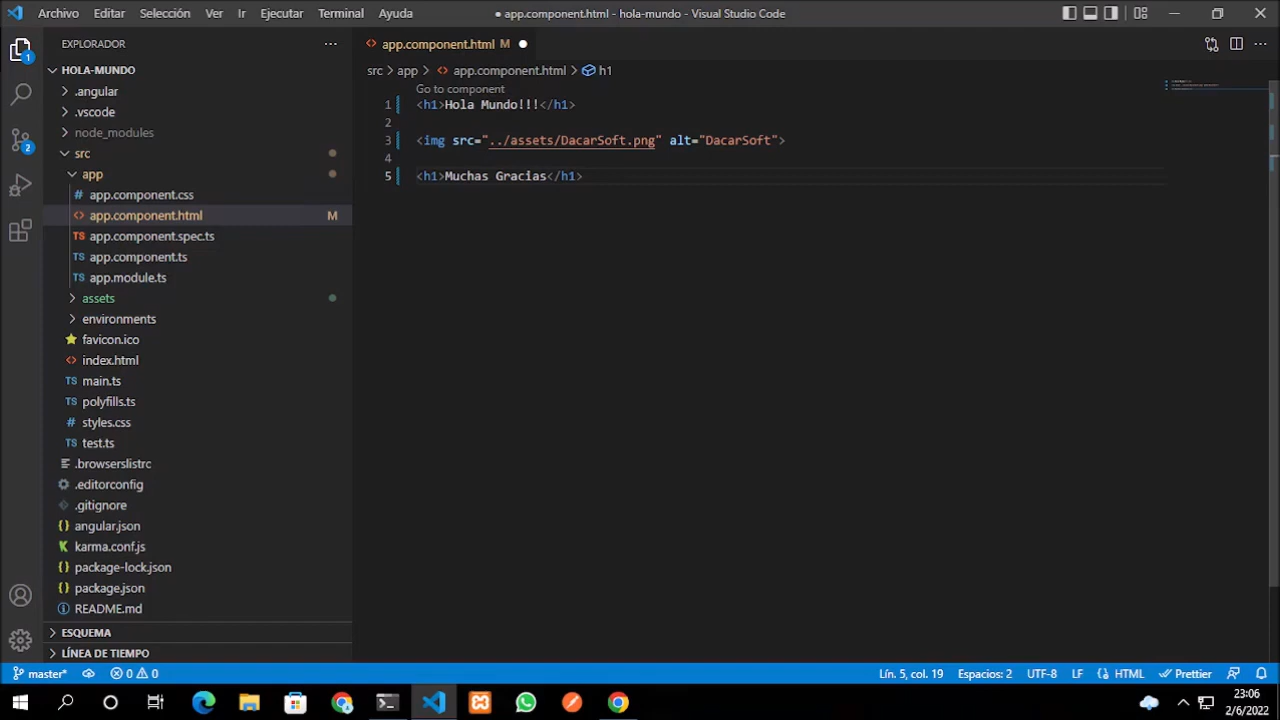 Archivo Editar Selección Ver Ir Ejecutar Terminal Ayuda
● app.component.html - hola-mundo - Visual Studio Code
EXPLORADOR
HOLA-MUNDO
.angular
.vscode
node_modules
src
app
app.component.css
app.component.html M
app.component.spec.ts
app.component.ts
app.module.ts
assets
environments
favicon.ico
index.html
main.ts
polyfills.ts
styles.css
test.ts
.browserslistrc
.editorconfig
.gitignore
angular.json
karma.conf.js
package-lock.json
package.json
README.md
ESQUEMA
LÍNEA DE TIEMPO
1
2
app.component.html M
src > app > app.component.html > h1
Go to component
1 <h1>Hola Mundo!!!</h1>
2
3 <img src="../assets/DacarSoft.png" alt="DacarSoft">
4
5 <h1>Muchas Gracias</h1>
master* 0 0
Lín. 5, col. 19 Espacios: 2 UTF-8 LF HTML Prettier
23:06
2/6/2022